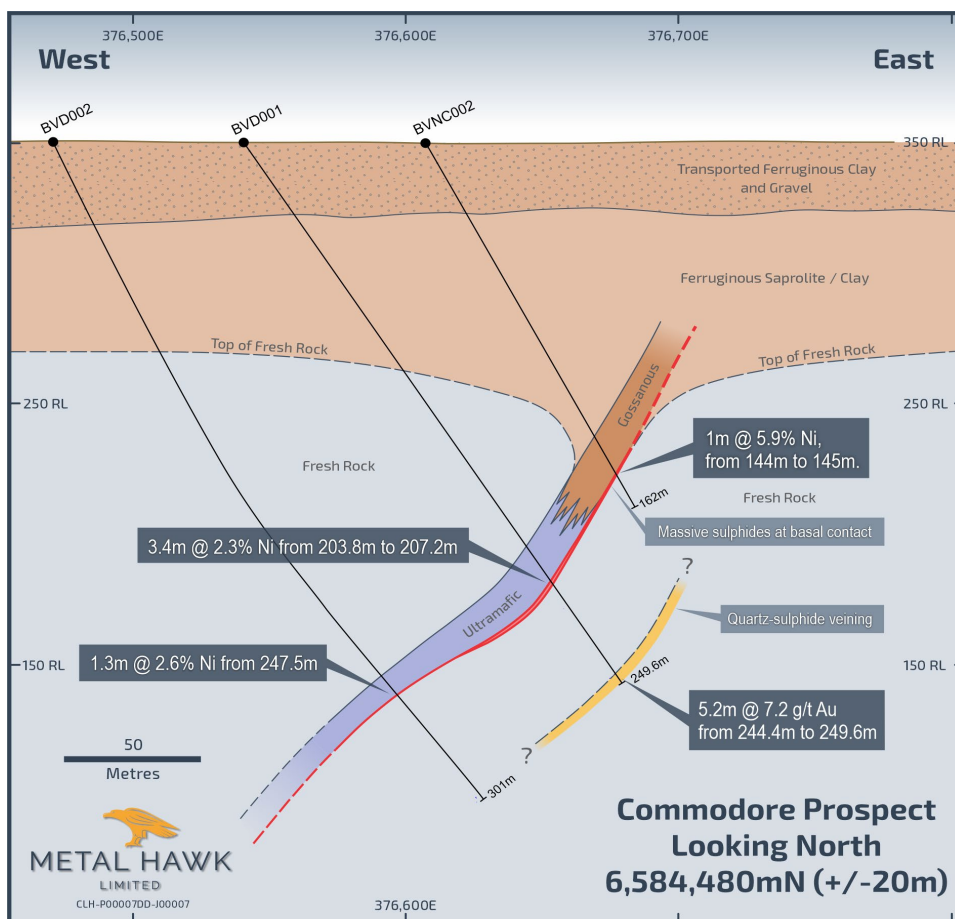 376,500E
376,600E
376,700E
West
East
BVD002
BVD001
BVNC002
350 RL
Transported Ferruginous Clay
and Gravel
Ferruginous Saprolite / Clay
Top of Fresh Rock
Top of Fresh Rock
250 RL
250 RL
Gossanous
1m @ 5.9% Ni,
from 144m to 145m.
Fresh Rock
162m
Fresh Rock
Massive sulphides at basal contact
3.4m @ 2.3% Ni from 203.8m to 207.2m
?
Ultramafic
Quartz-sulphide veining
1.3m @ 2.6% Ni from 247.5m
150 RL
150 RL
249.6m
5.2m @ 7.2 g/t Au
from 244.4m to 249.6m
50
Metres
?
301m
Commodore Prospect
Looking North
6,584,480mN (+/-20m)
METAL HAWK
LIMITED
CLH-P00007DD-J00007
376,600E